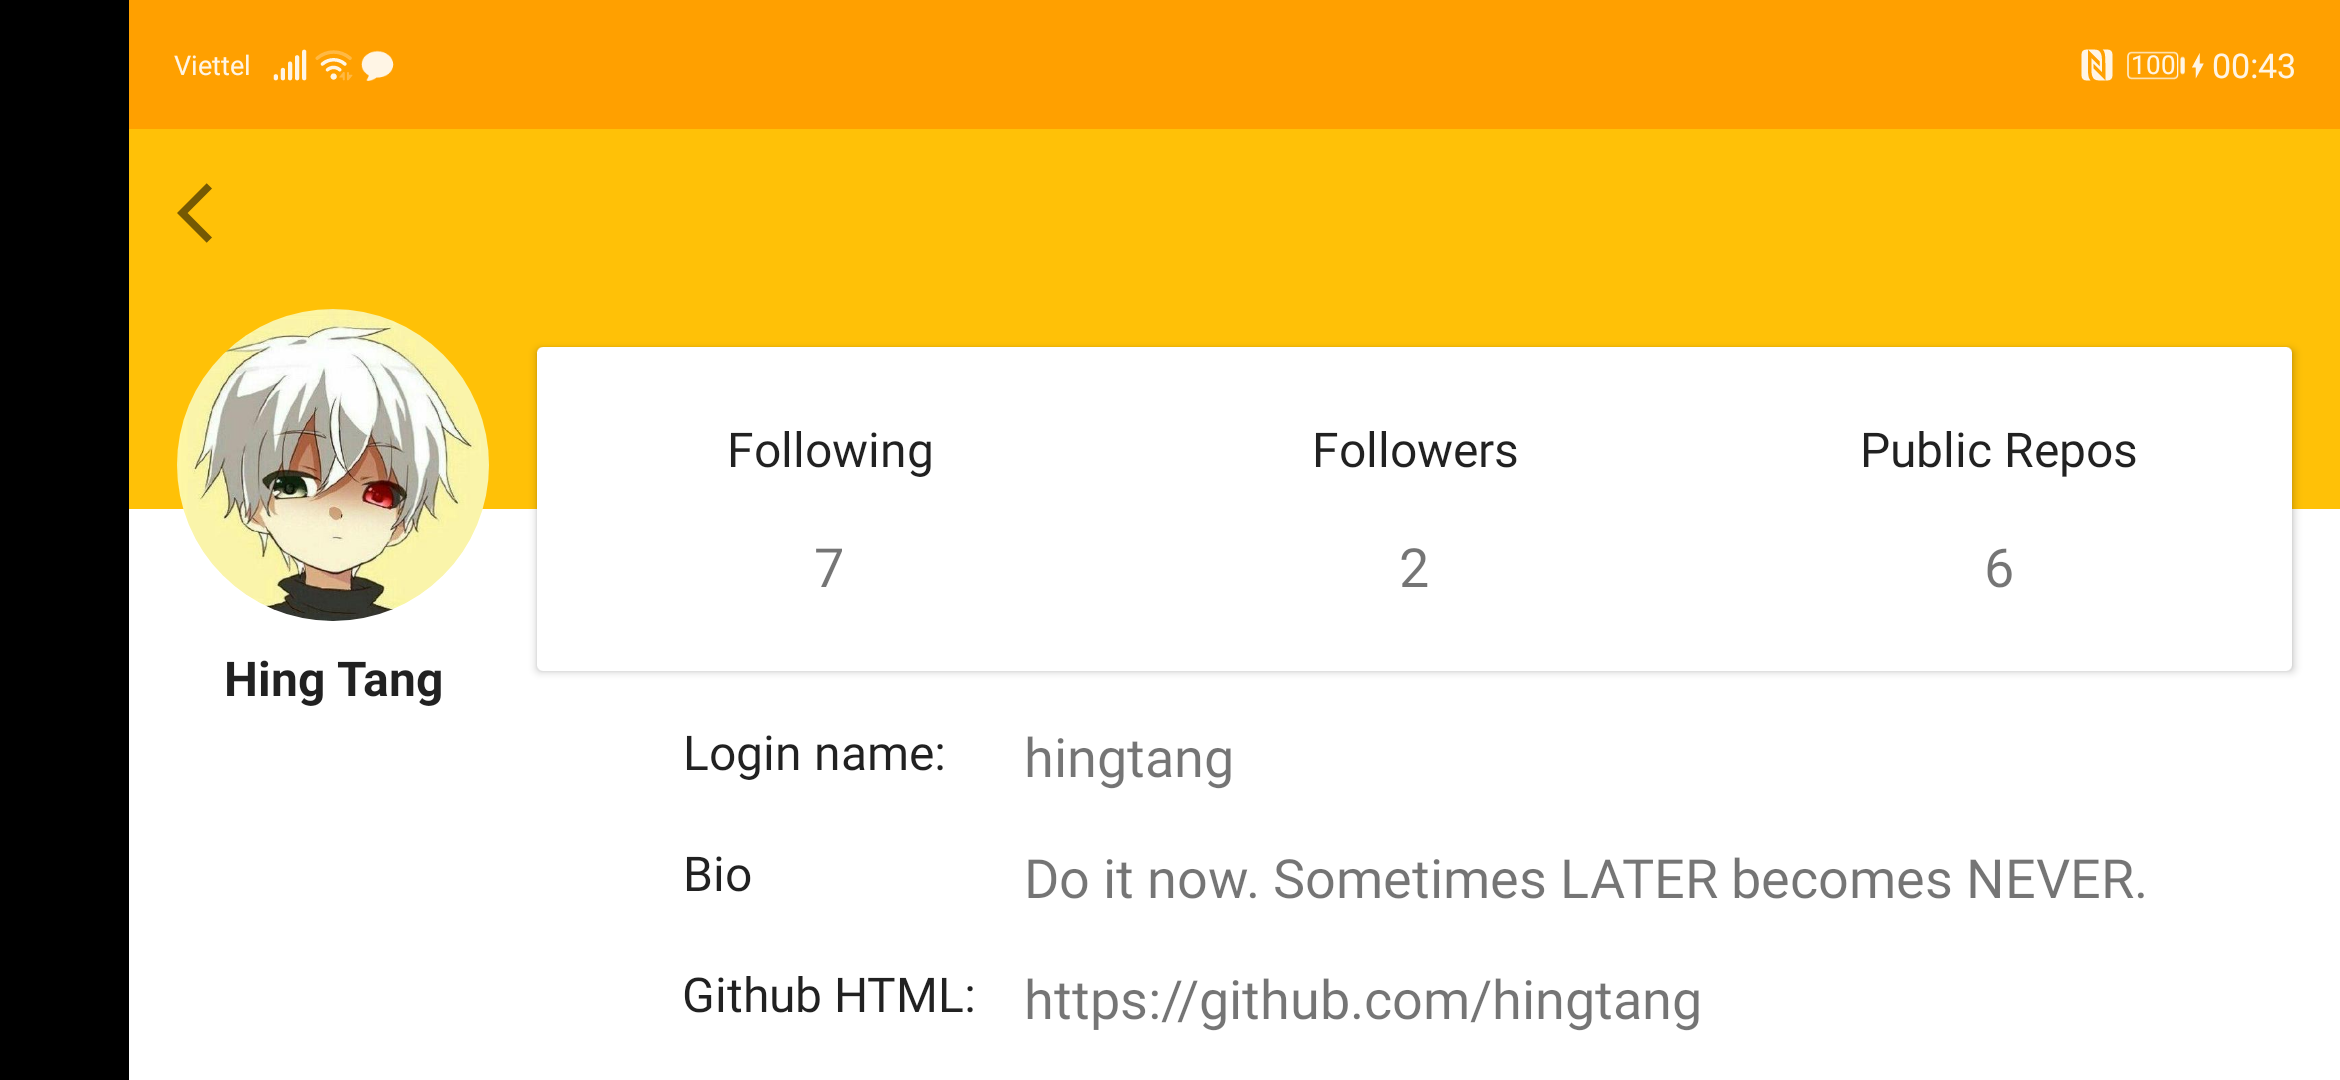 Viettel 100 00:43
Following Followers Public Repos
7 2 6
Hing Tang
Login name: hingtang
Bio Do it now. Sometimes LATER becomes NEVER.
Github HTML: https://github.com/hingtang